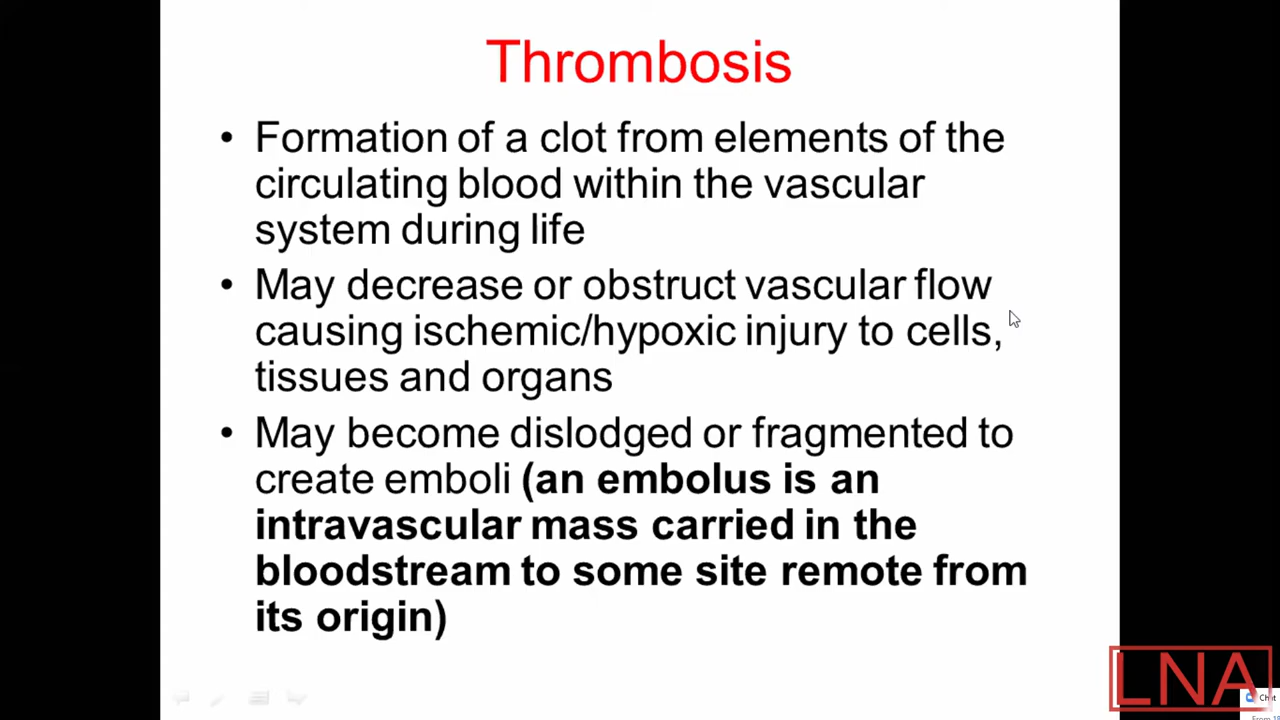 Thrombosis
• Formation of a clot from elements of the
circulating blood within the vascular
system during life
• May decrease or obstruct vascular flow
causing ischemic/hypoxic injury to cells,
tissues and organs
• May become dislodged or fragmented to
create emboli (an embolus is an
intravascular mass carried in the
bloodstream to some site remote from
its origin)
LNA